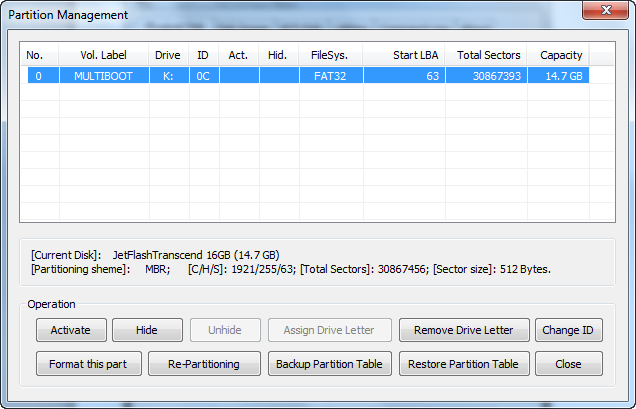 Partition Management
No. Vol. Label Drive ID Act. Hid. FileSys. Start LBA Total Sectors Capacity
0 MULTIBOOT K: 0C FAT32 63 30867393 14.7 GB
[Current Disk]: JetFlashTranscend 16GB (14.7 GB)
[Partitioning sheme]: MBR; [C/H/S]: 1921/255/63; [Total Sectors]: 30867456; [Sector size]: 512 Bytes.
Operation
Activate Hide Unhide Assign Drive Letter Remove Drive Letter Change ID
Format this part Re-Partitioning Backup Partition Table Restore Partition Table Close